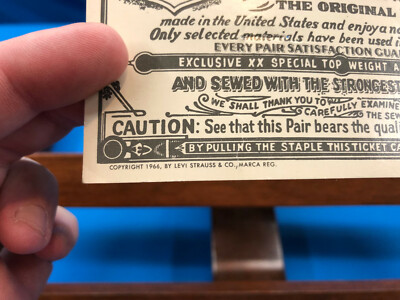 THE ORIGINAL
made in the United States and enjoy a na
Only selected materials have been used i
EVERY PAIR SATISFACTION GUA
EXCLUSIVE XX SPECIAL TOP WEIGHT A
AND SEWED WITH THE STRONGEST
WE SHALL THANK YOU TO
CAREFULLY EXAMINE
THE SEW
CAUTION: See that this Pair bears the quali
BY PULLING THE STAPLE THIS TICKET CA
COPYRIGHT 1966, BY LEVI STRAUSS & CO., MARCA REG.